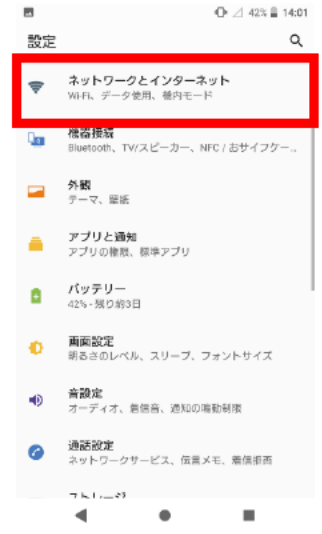 42% 14:01
設定
ネットワークとインターネット
Wi-Fi、データ使用、機内モード
機器接続
Bluetooth、TV/スピーカー、NFC / おサイフケー...
外観
テーマ、壁紙
アプリと通知
アプリの権限、標準アプリ
バッテリー
42% - 残り約3日
画面設定
明るさのレベル、スリープ、フォントサイズ
音設定
オーディオ、着信音、通知の鳴動制限
通話設定
ネットワークサービス、伝言メモ、着信拒否
ストレージ